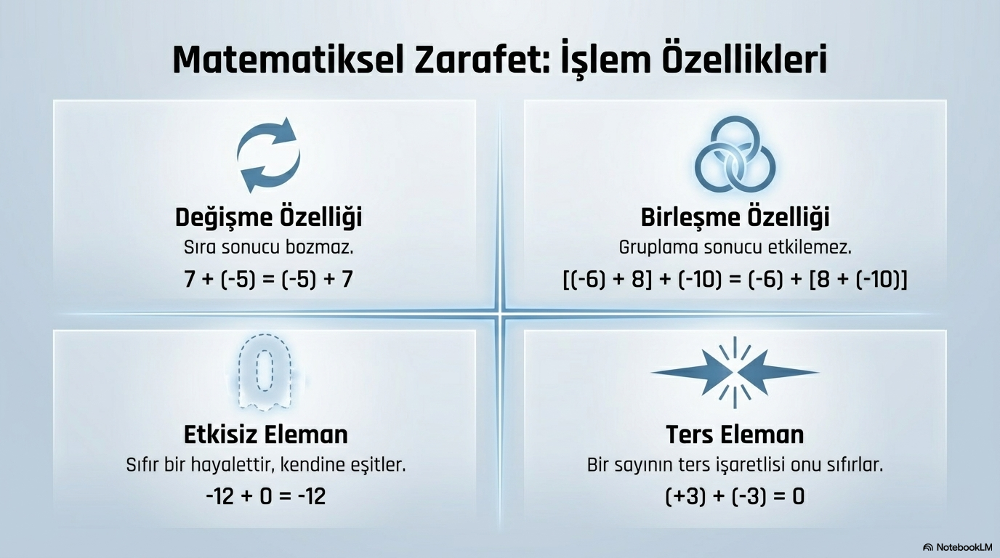 Matematiksel Zarafet: İşlem Özellikleri
Değişme Özelliği
Sıra sonucu bozmaz.
7 + (-5) = (-5) + 7
Birleşme Özelliği
Gruplama sonucu etkilemez.
[(-6) + 8] + (-10) = (-6) + [8 + (-10)]
0
Etkisiz Eleman
Sıfır bir hayalettir, kendine eşitler.
-12 + 0 = -12
Ters Eleman
Bir sayının ters işaretlisi onu sıfırlar.
(+3) + (-3) = 0
NotebookLM